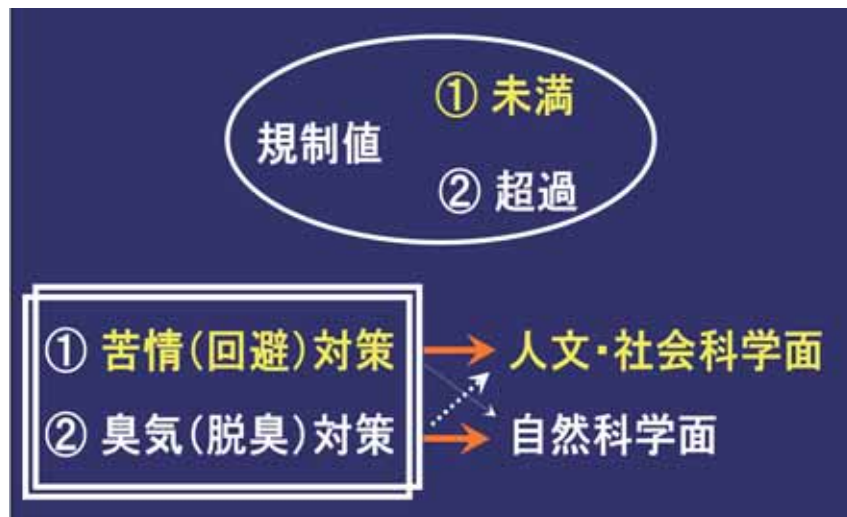 ① 未満
規制値
② 超過
① 苦情(回避)対策
人文・社会科学面
② 臭気(脱臭)対策
自然科学面